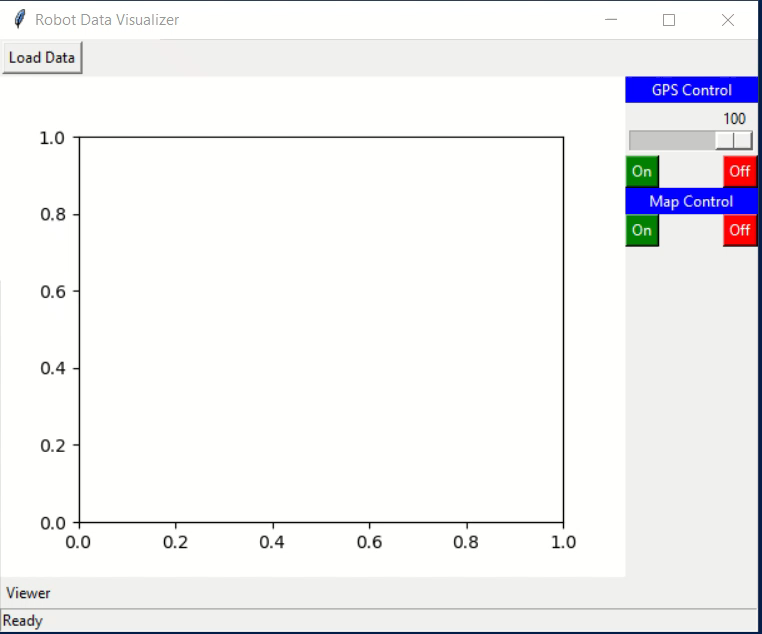 Robot Data Visualizer
Load Data
GPS Control
100
On Off
Map Control
On Off
1.0
0.8
0.6
0.4
0.2
0.0
0.0 0.2 0.4 0.6 0.8 1.0
Viewer
Ready